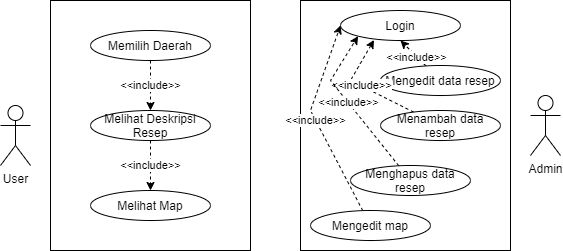 Memilih Daerah
<<include>>
Melihat Deskripsi
Resep
<<include>>
Melihat Map
User
Login
<<include>>
<<include>>
Mengedit data resep
<<include>>
<<include>>
Menambah data
resep
Menghapus data
resep
Mengedit map
Admin